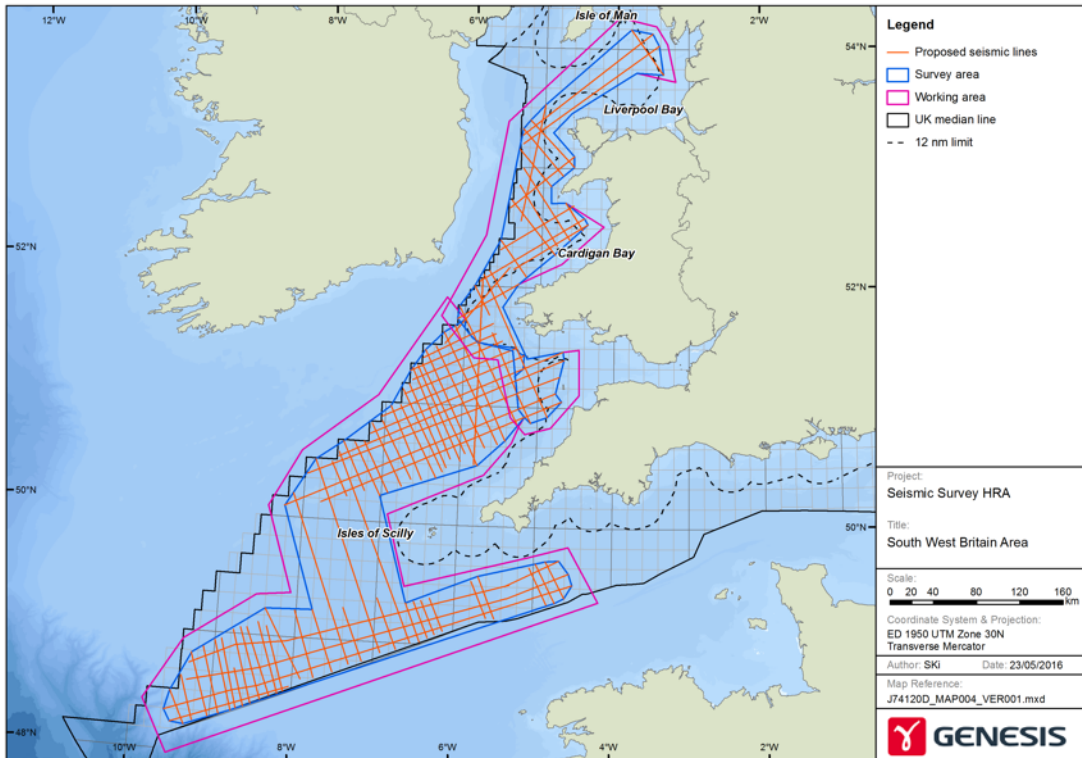 12°W
10°W
8°W
6°W
Isle of Man
2°W
54°N
Liverpool Bay
52°N
Cardigan Bay
52°N
50°N
50°N
Isles of Scilly
48°N
10°W
8°W
6°W
4°W
2°W
Legend
Proposed seismic lines
Survey area
Working area
UK median line
12 nm limit
Project:
Seismic Survey HRA
Title:
South West Britain Area
Scale:
0 20 40 80 120 160
km
Coordinate System & Projection:
ED 1950 UTM Zone 30N
Transverse Mercator
Author: SKi Date: 23/05/2016
Map Reference:
J74120D_MAP004_VER001.mxd
GENESIS